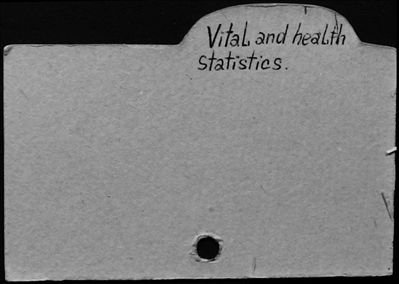 Vital and health
Statistics.